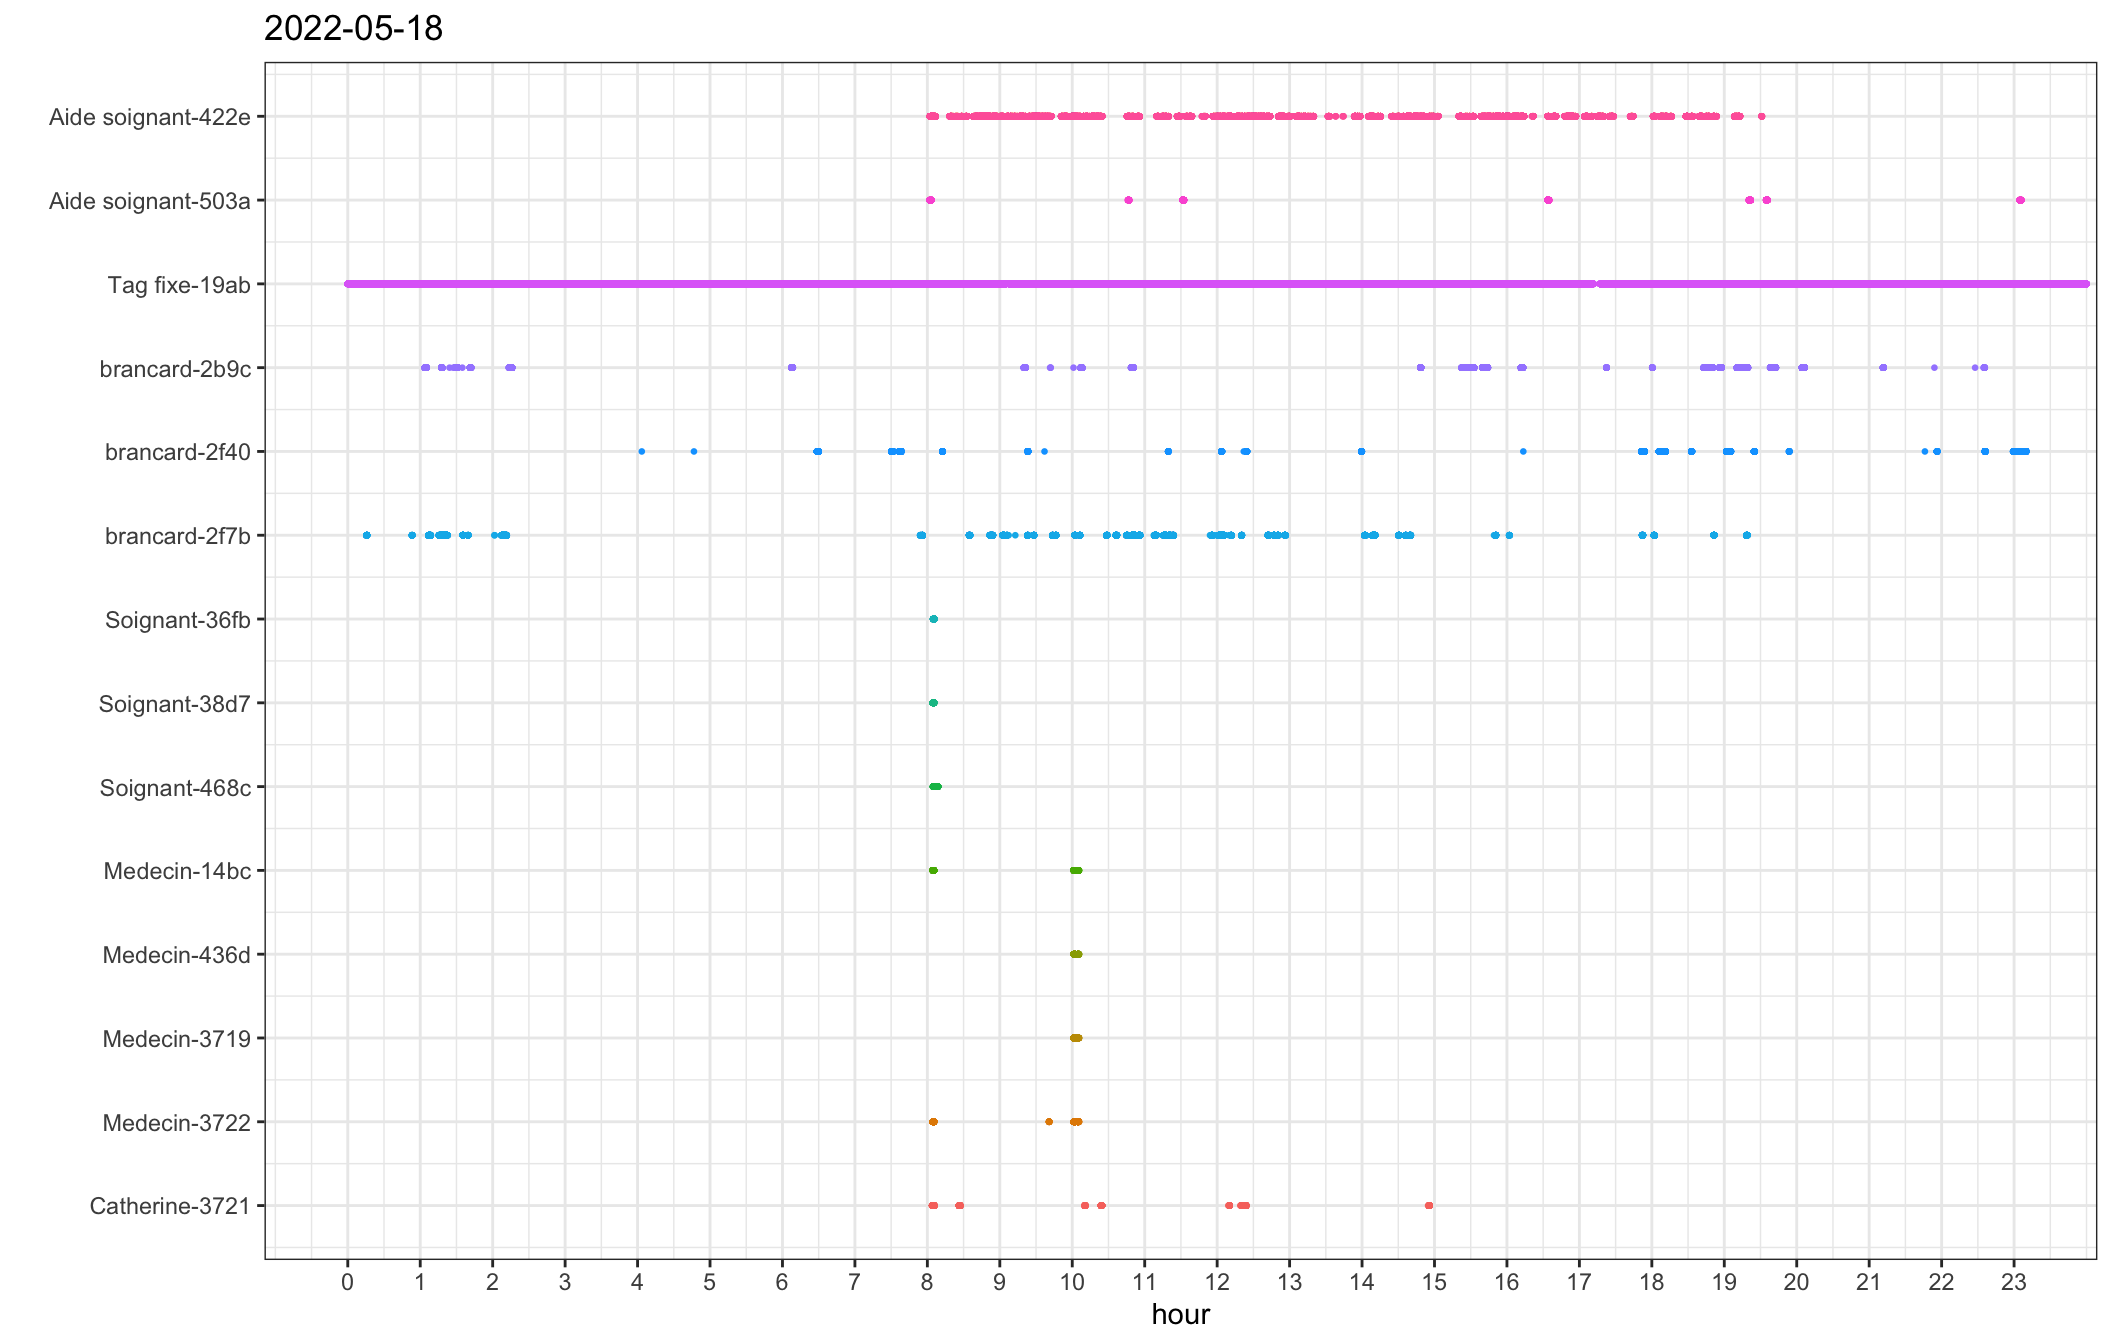 2022-05-18
Aide soignant-422e
Aide soignant-503a
Tag fixe-19ab
brancard-2b9c
brancard-2f40
brancard-2f7b
Soignant-36fb
Soignant-38d7
Soignant-468c
Medecin-14bc
Medecin-436d
Medecin-3719
Medecin-3722
Catherine-3721
0 1 2 3 4 5 6 7 8 9 10 11 12 13 14 15 16 17 18 19 20 21 22 23
hour